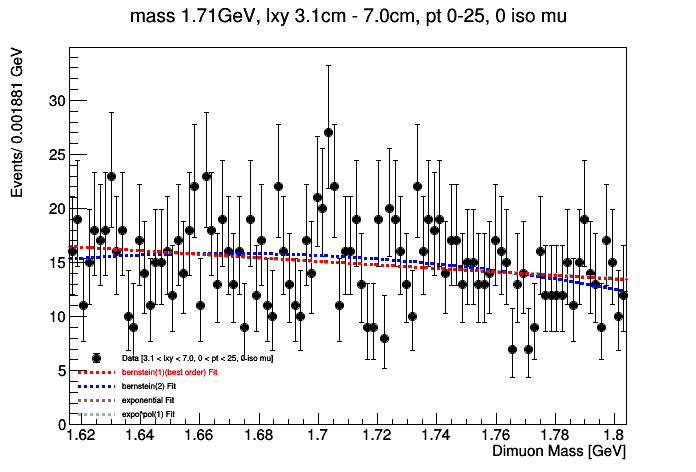 mass 1.71GeV, lxy 3.1cm - 7.0cm, pt 0-25, 0 iso mu
Events/ 0.001881 GeV
30
25
20
15
10
5
0
Data [3.1 < lxy < 7.0, 0 < pt < 25, 0 iso mu]
bernstein(1)(best order) Fit
bernstein(2) Fit
exponential Fit
expo*pol(1) Fit
1.62 1.64 1.66 1.68 1.7 1.72 1.74 1.76 1.78 1.8
Dimuon Mass [GeV]